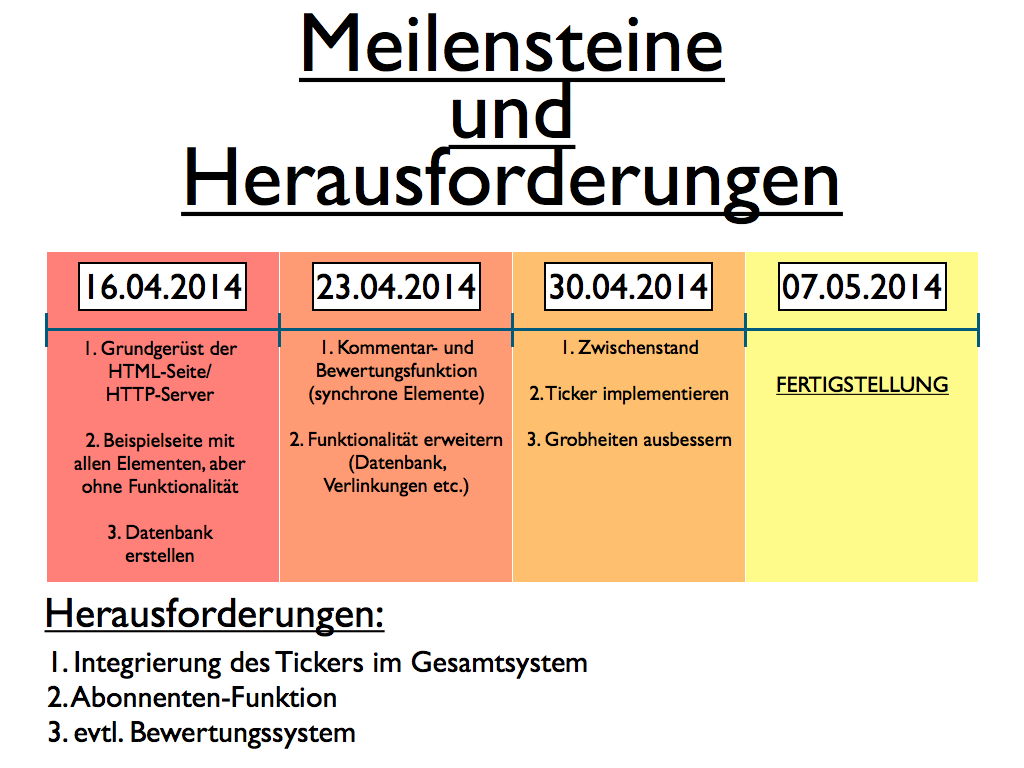 Meilensteine
und
Herausforderungen
16.04.2014
23.04.2014
30.04.2014
07.05.2014
1. Grundgerüst der
HTML-Seite/
HTTP-Server
2. Beispielseite mit
allen Elementen, aber
ohne Funktionalität
3. Datenbank
erstellen
1. Kommentar- und
Bewertungsfunktion
(synchrone Elemente)
2. Funktionalität erweitern
(Datenbank,
Verlinkungen etc.)
1. Zwischenstand
2. Ticker implementieren
3. Grobheiten ausbessern
FERTIGSTELLUNG
Herausforderungen:
1. Integrierung des Tickers im Gesamtsystem
2. Abonnenten-Funktion
3. evtl. Bewertungssystem